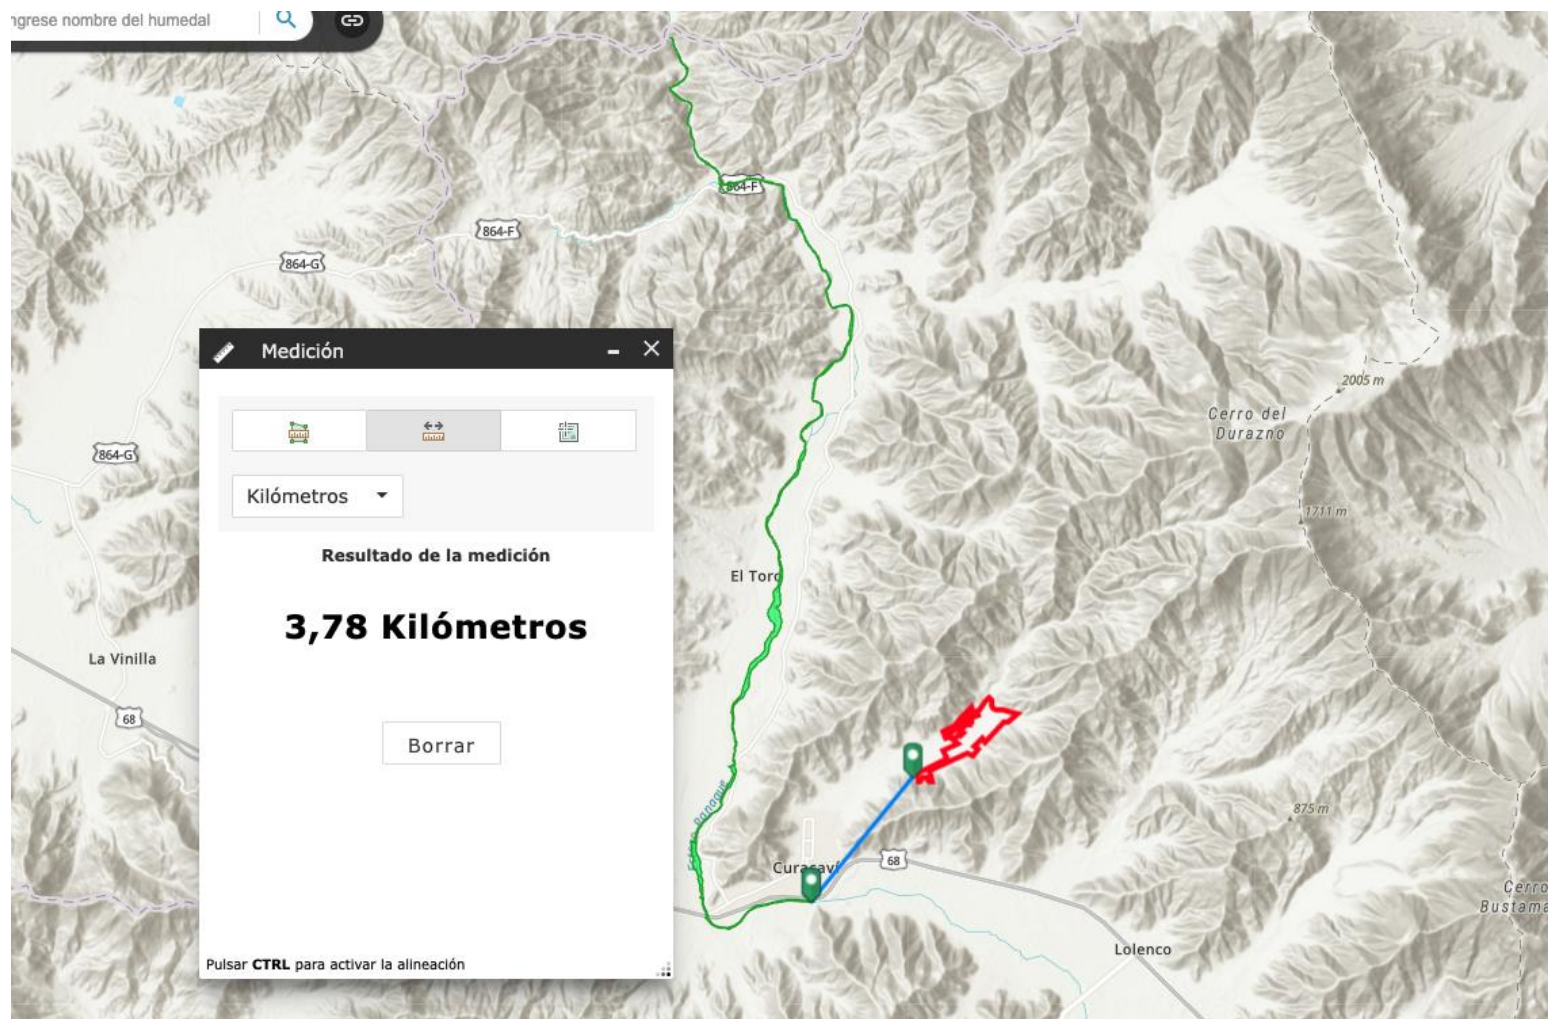 ngrese nombre del humedal
864-F
864-F
864-G
Medición
2005 m
Cerro del
Durazno
864-G
Kilómetros
1711 m
Resultado de la medición
El Toro
3,78 Kilómetros
La Vinilla
68
Borrar
875 m
68
Curacaví
Cerro
Bustama
Lolenco
Pulsar CTRL para activar la alineación